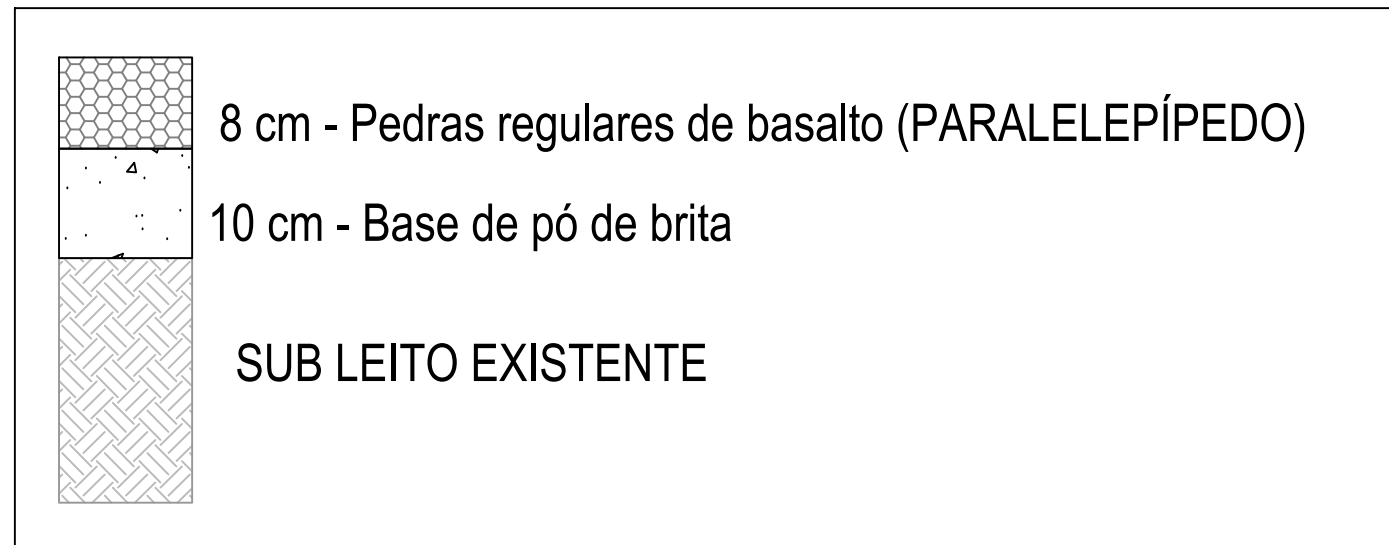 8 cm - Pedras regulares de basalto (PARALELEPÍPEDO)
10 cm - Base de pó de brita
SUB LEITO EXISTENTE